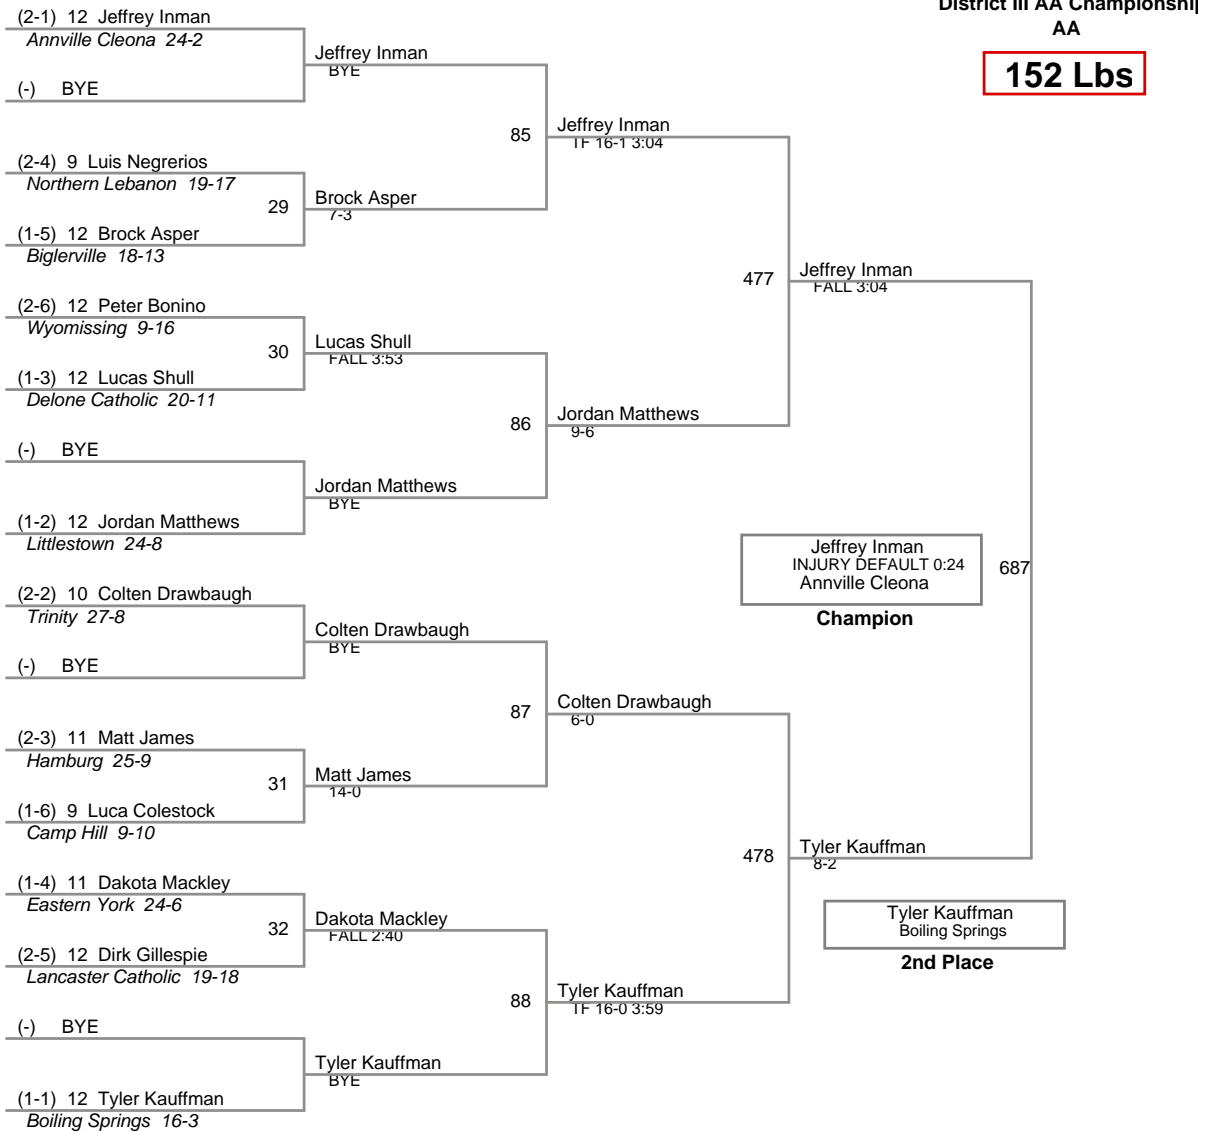 District III AA Championship
AA
152 Lbs
(2-1) 12 Jeffrey Inman
Annville Cleona 24-2
(-) BYE
(2-4) 9 Luis Negrerios
Northern Lebanon 19-17
29
(1-5) 12 Brock Asper
Biglerville 18-13
(2-6) 12 Peter Bonino
Wyomissing 9-16
30
(1-3) 12 Lucas Shull
Delone Catholic 20-11
(-) BYE
(1-2) 12 Jordan Matthews
Littlestown 24-8
(2-2) 10 Colten Drawbaugh
Trinity 27-8
(-) BYE
(2-3) 11 Matt James
Hamburg 25-9
31
(1-6) 9 Luca Colestock
Camp Hill 9-10
(1-4) 11 Dakota Mackley
Eastern York 24-6
32
(2-5) 12 Dirk Gillespie
Lancaster Catholic 19-18
(-) BYE
(1-1) 12 Tyler Kauffman
Boiling Springs 16-3
Jeffrey Inman
BYE
85
Brock Asper
7-3
Lucas Shull
FALL 3:53
86
Jordan Matthews
BYE
Colten Drawbaugh
BYE
87
Matt James
14-0
Dakota Mackley
FALL 2:40
88
Tyler Kauffman
BYE
Jeffrey Inman
TF 16-1 3:04
477
Jordan Matthews
9-6
Colten Drawbaugh
6-0
478
Tyler Kauffman
TF 16-0 3:59
Jeffrey Inman
FALL 3:04
687
Tyler Kauffman
8-2
Jeffrey Inman
INJURY DEFAULT 0:24
Annville Cleona
Champion
Tyler Kauffman
Boiling Springs
2nd Place